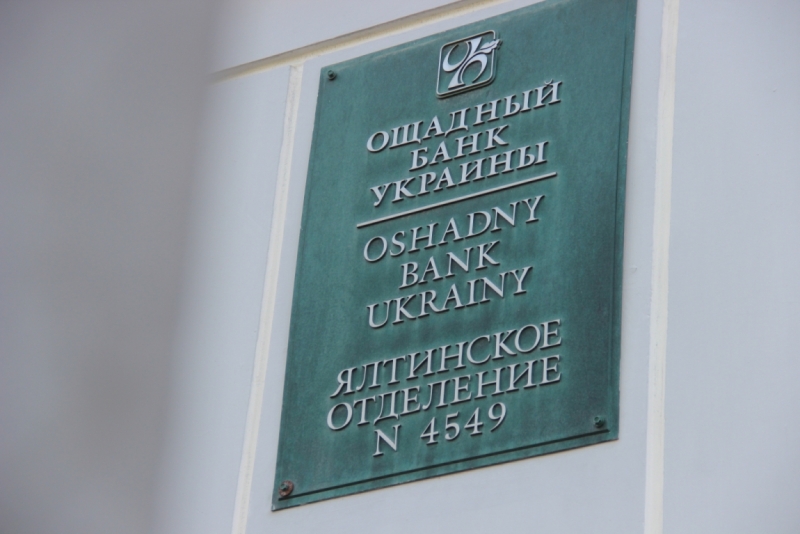 ОЩАДНЫЙ
БАНК
УКРАИНЫ
OSHADNY
BANK
UKRAINY
ЯЛТИНСКОЕ
ОТДЕЛЕНИЕ
N 4549